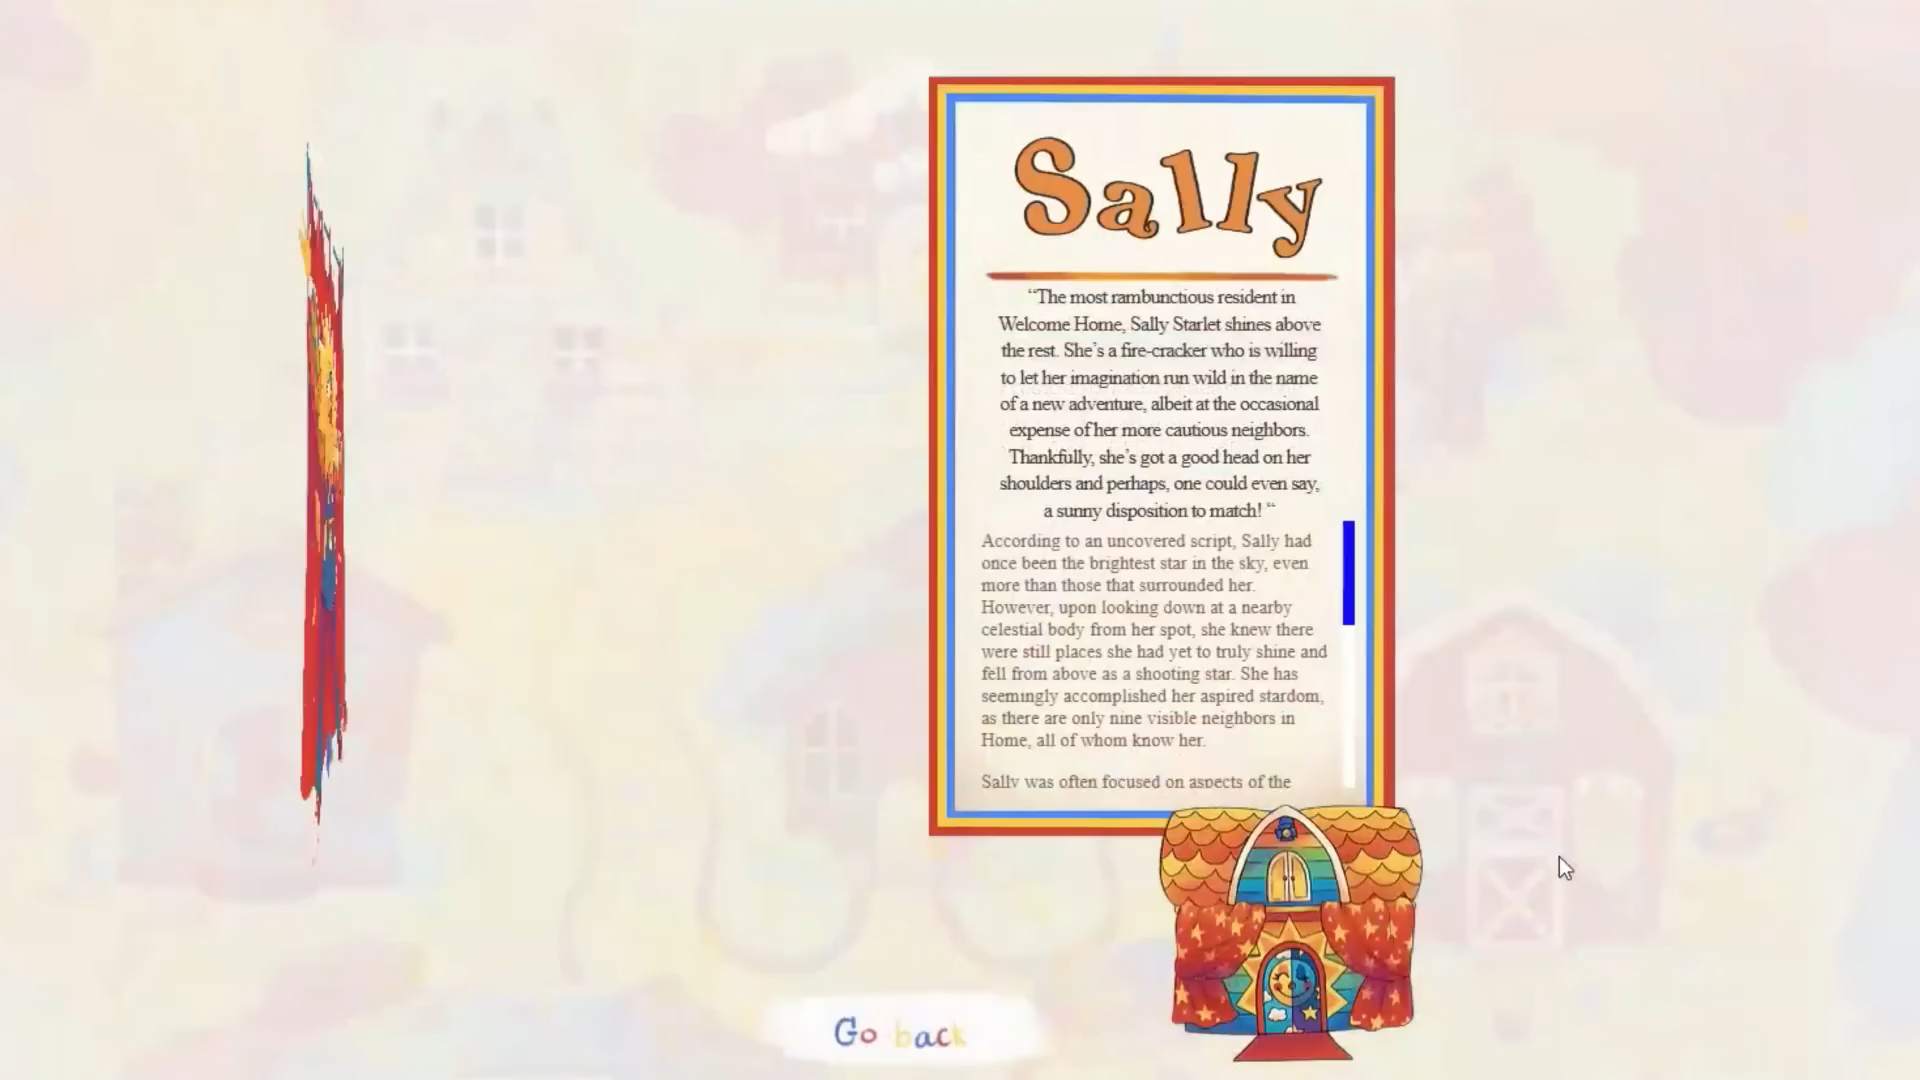 Sally
“The most rambunctious resident in
Welcome Home, Sally Starlet shines above
the rest. She’s a fire-cracker who is willing
to let her imagination run wild in the name
of a new adventure, albeit at the occasional
expense of her more cautious neighbors.
Thankfully, she’s got a good head on her
shoulders and perhaps, one could even say,
a sunny disposition to match! “
According to an uncovered script, Sally had
once been the brightest star in the sky, even
more than those that surrounded her.
However, upon looking down at a nearby
celestial body from her spot, she knew there
were still places she had yet to truly shine and
fell from above as a shooting star. She has
seemingly accomplished her aspired stardom,
as there are only nine visible neighbors in
Home, all of whom know her.
Sally was often focused on aspects of the
Go back